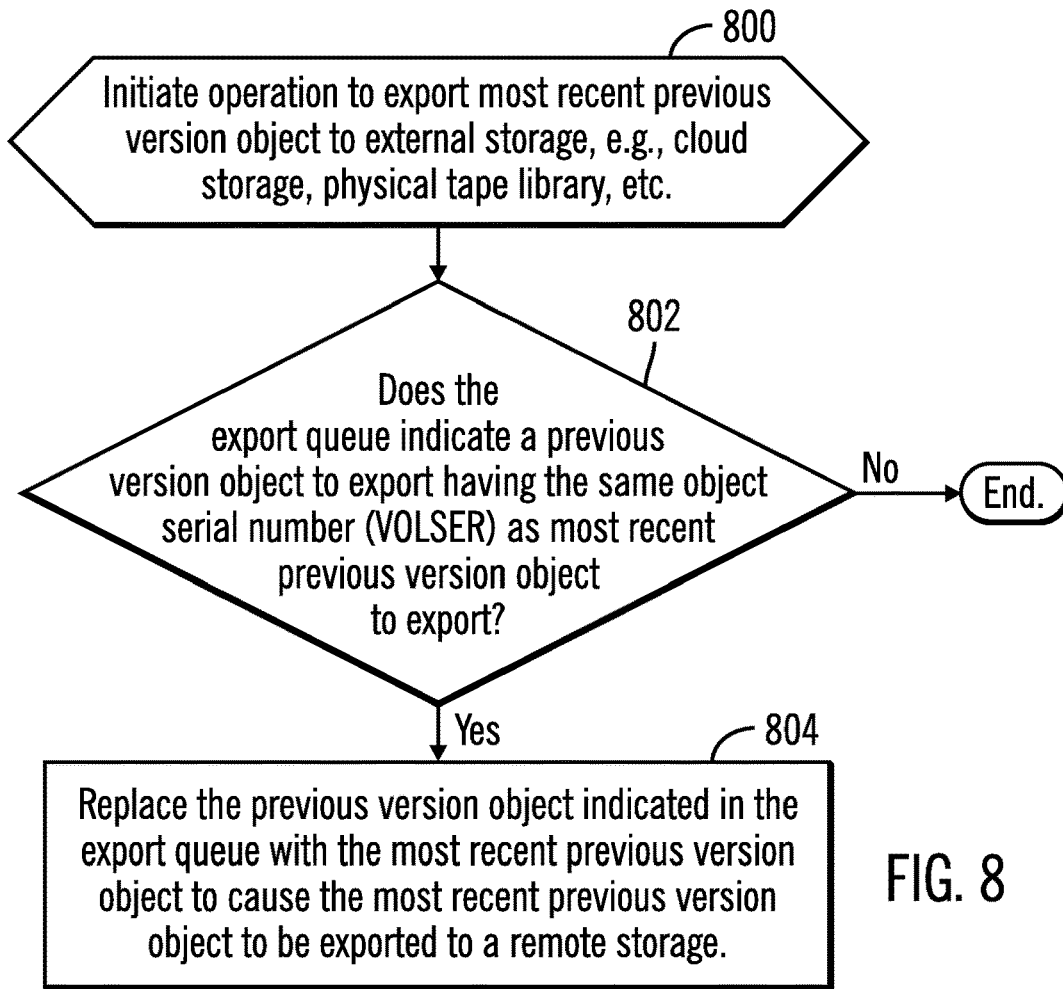 800
Initiate operation to export most recent previous
version object to external storage, e.g., cloud
storage, physical tape library, etc.
802
Does the
export queue indicate a previous
version object to export having the same object
serial number (VOLSER) as most recent
previous version object
to export?
No
End.
Yes
804
Replace the previous version object indicated in the
export queue with the most recent previous version
object to cause the most recent previous version
object to be exported to a remote storage.
FIG. 8